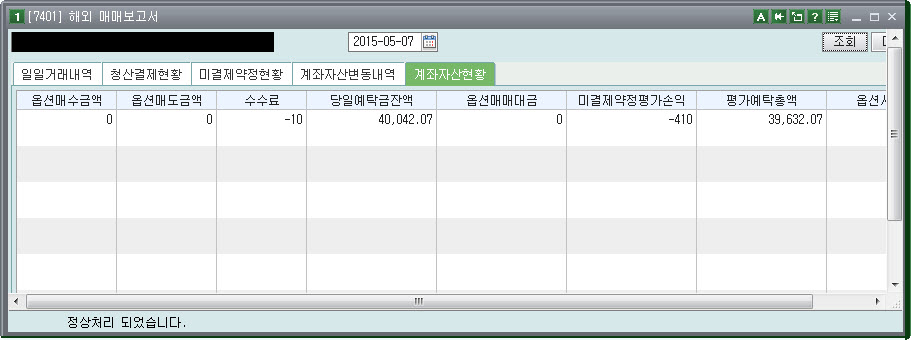 1 [7401] 해외 매매보고서 A ?
2015-05-07 조회
일일거래내역 청산결제현황 미결제약정현황 계좌자산변동내역 계좌자산현황
옵션매수금액 옵션매도금액 수수료 당일예탁금잔액 옵션매매대금 미결제약정평가손익 평가예탁총액
0 0 -10 40,042.07 0 -410 39,632.07
정상처리 되었습니다.